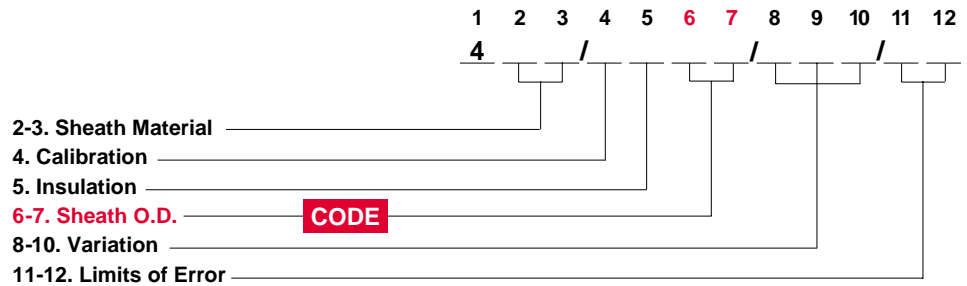 1 2 3 4 5 6 7 8 9 10 11 12
4 / / /
2-3. Sheath Material
4. Calibration
5. Insulation
6-7. Sheath O.D. CODE
8-10. Variation
11-12. Limits of Error